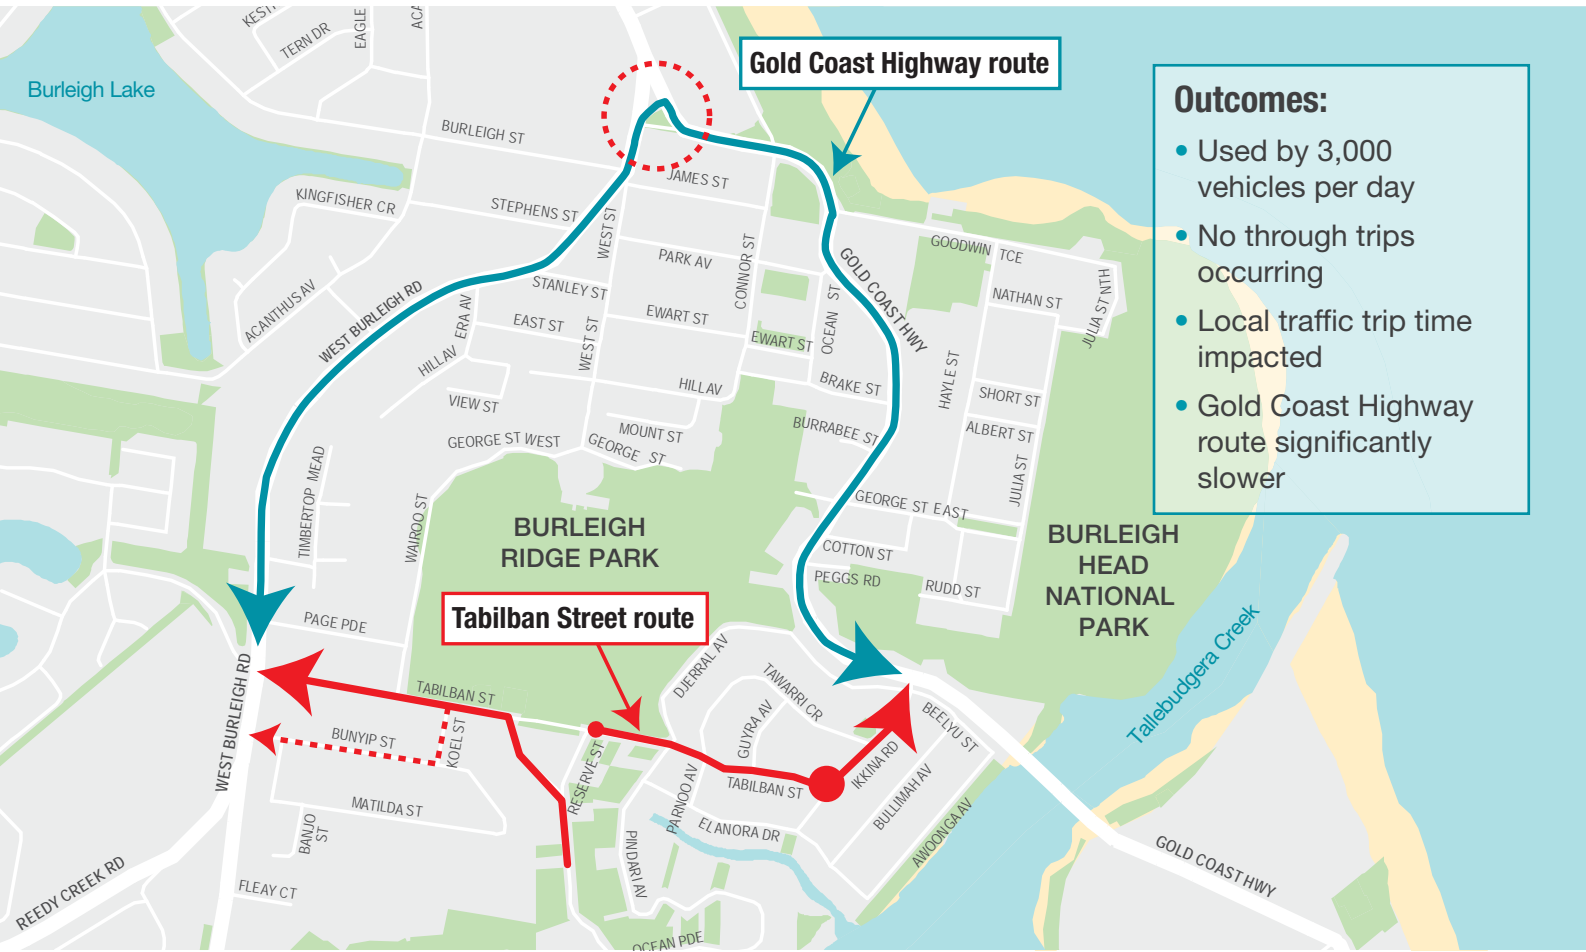 KEST
TERN DR
EAGLE
ACA
Burleigh Lake
Gold Coast Highway route
Outcomes:
• Used by 3,000
vehicles per day
• No through trips
occurring
• Local traffic trip time
impacted
• Gold Coast Highway
route significantly
slower
BURLEIGH ST
JAMES ST
KINGFISHER CR
STEPHENS ST
WEST ST
PARK AV
CONNOR ST
GOODWIN TCE
GOLD COAST HWY
NATHAN ST
JULIA ST NTH
ACANTHUS AV
WEST BURLEIGH RD
STANLEY ST
ERA AV
EAST ST
EWART ST
EWART ST
OCEAN ST
WEST ST
HILL AV
HILL AV
BRAKE ST
HAYLE ST
SHORT ST
VIEW ST
MOUNT ST
BURRABEE ST
ALBERT ST
GEORGE ST WEST
GEORGE ST
JULIA ST
TIMBERTOP MEAD
WAIROO ST
GEORGE ST EAST
BURLEIGH
RIDGE PARK
BURLEIGH
HEAD
NATIONAL
PARK
COTTON ST
PEGGS RD
RUDD ST
PAGE PDE
Tabilban Street route
Tallebudgera Creek
DJERRAL AV
TAWARRI CR
GUYRA AV
BEELYU ST
TABILBAN ST
WEST BURLEIGH RD
BUNYIP ST
KOEL ST
RESERVE ST
PARNOO AV
TABILBAN ST
IKKINA RD
BULLIMAH AV
AWOONGA AV
MATILDA ST
BANJO
ST
ELANORA DR
PINDARI AV
REEDY CREEK RD
FLEAY CT
GOLD COAST HWY
OCEAN PDE